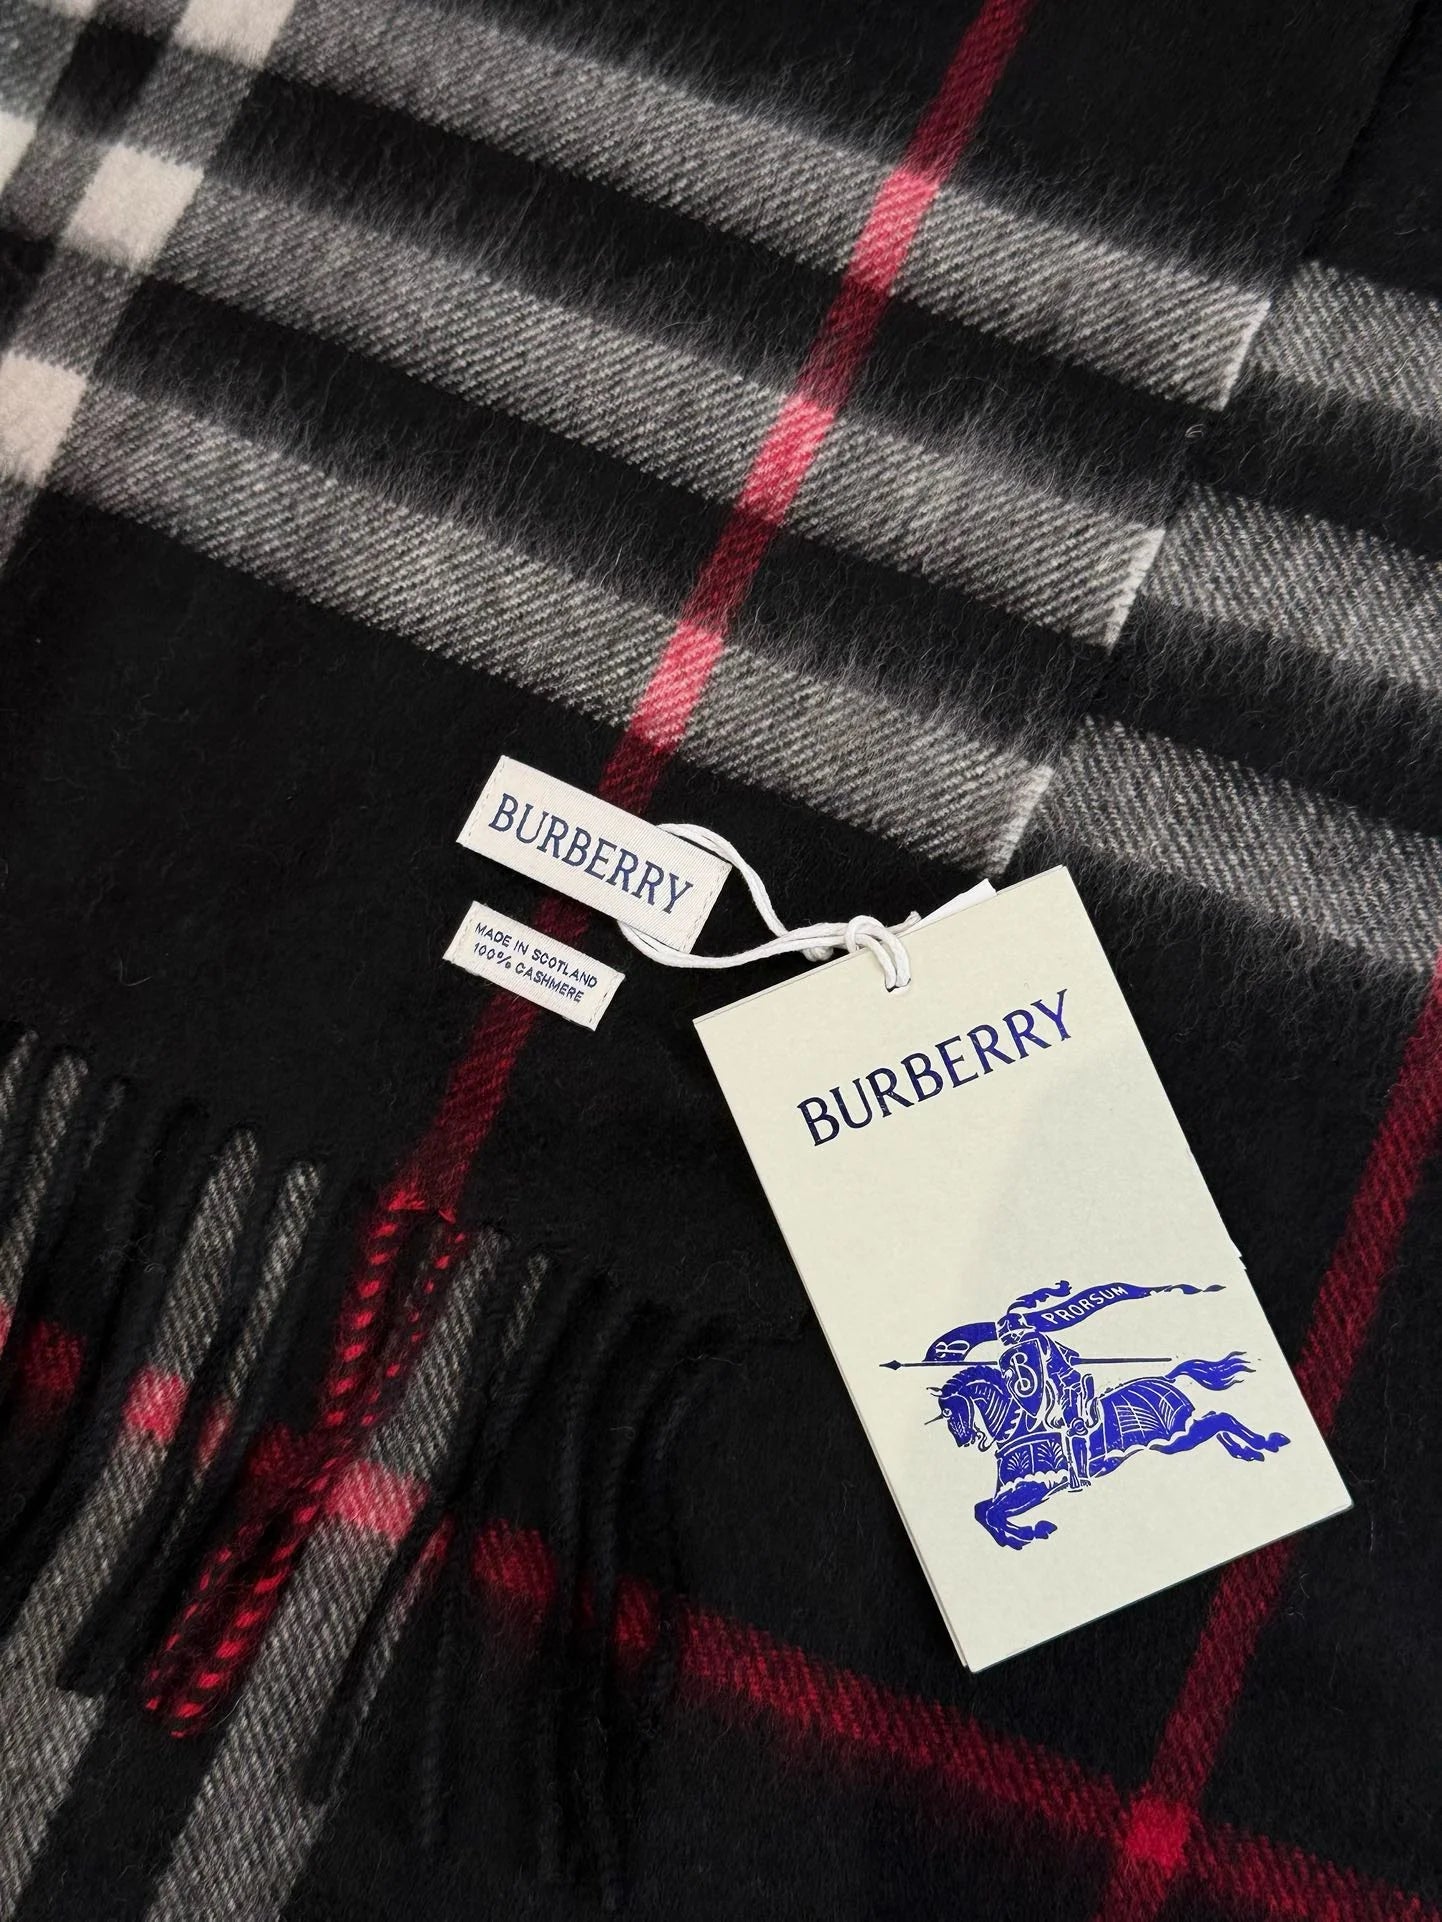 BURBERRY
MADE IN SCOTLAND
100% CASHMERE
BURBERRY
PRORSUM
B
B